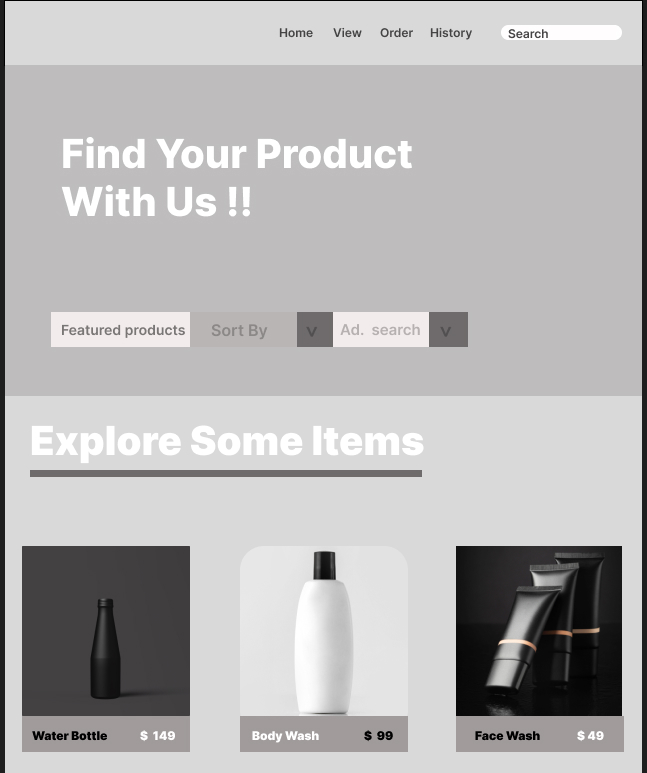 Home View Order History Search
Find Your Product
With Us !!
Featured products Sort By V Ad. search V
Explore Some Items
Water Bottle $ 149
Body Wash $ 99
Face Wash $ 49